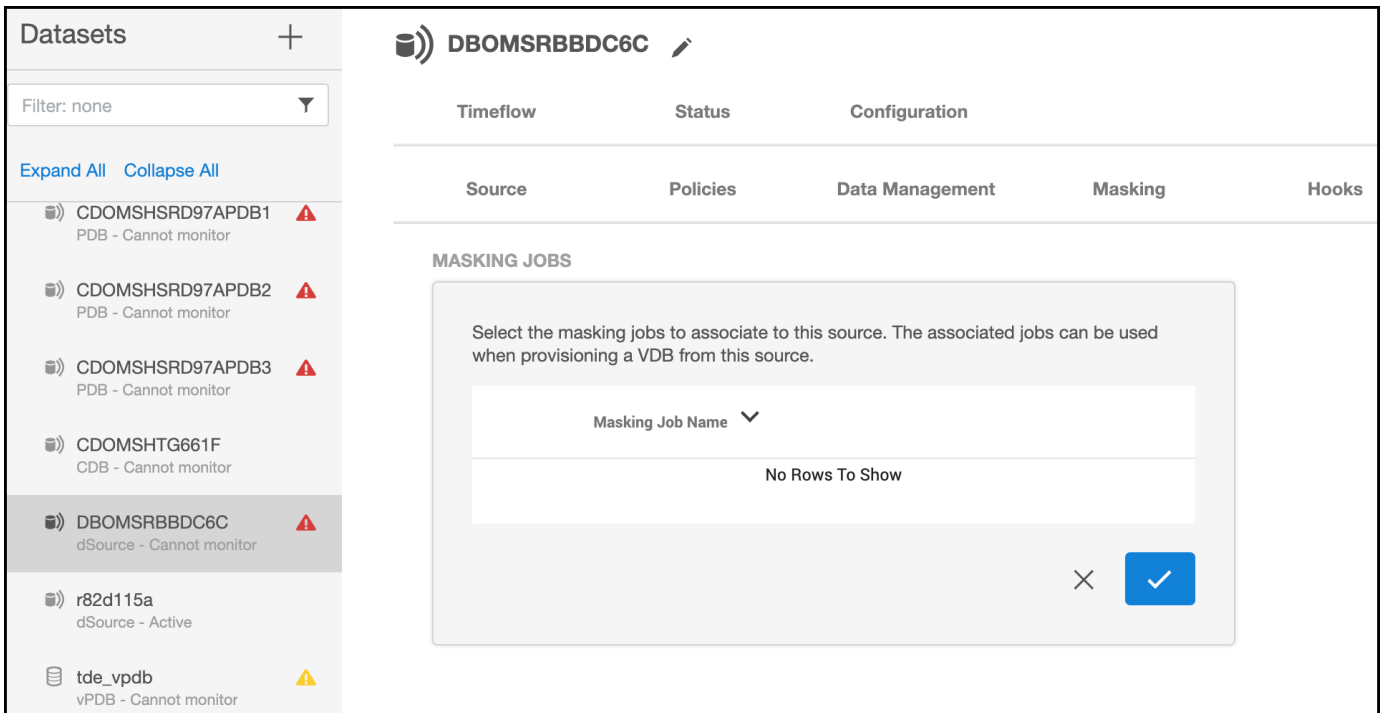 Datasets
Filter: none
Expand All Collapse All
CDOMSHSRD97APDB1
PDB - Cannot monitor
CDOMSHSRD97APDB2
PDB - Cannot monitor
CDOMSHSRD97APDB3
PDB - Cannot monitor
CDOMSHTG661F
CDB - Cannot monitor
DBOMSRBBDC6C
dSource - Cannot monitor
r82d115a
dSource - Active
tde_vpdb
vPDB - Cannot monitor
DBOMSRBBDC6C
Timeflow Status Configuration
Source Policies Data Management Masking Hooks
MASKING JOBS
Select the masking jobs to associate to this source. The associated jobs can be used
when provisioning a VDB from this source.
Masking Job Name
No Rows To Show